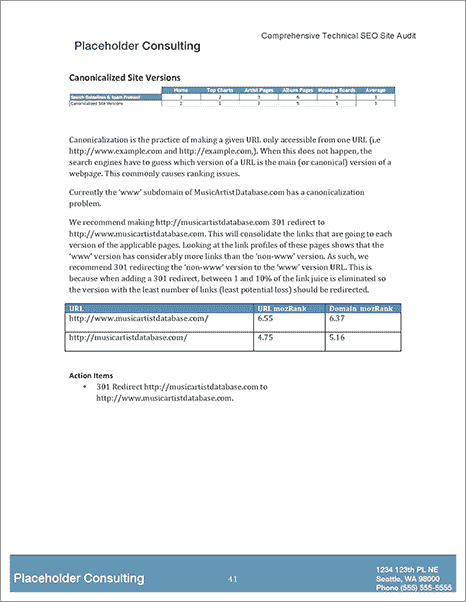 Comprehensive Technical SEO Site Audit
Placeholder Consulting
Canonicalized Site Versions
Home Top Charts Artist Pages Album Pages Message Boards Average
Search Guidelines & Spam Protocol
Canonicalized Site Versions
Canonicalization is the practice of making a given URL only accessible from one URL (i.e
http://www.example.com and http://example.com,). When this does not happen, the
search engines have to guess which version of a URL is the main (or canonical) version of a
webpage. This commonly causes ranking issues.
Currently the ‘www’ subdomain of MusicArtistDatabase.com has a canonicalization
problem.
We recommend making http://musicartistdatabase.com 301 redirect to
http://www.musicartistdatabase.com. This will consolidate the links that are going to each
version of the applicable pages. Looking at the link profiles of these pages shows that the
‘www’ version has considerably more links than the ‘non-www’ version. As such, we
recommend 301 redirecting the ‘non-www’ version to the ‘www’ version URL. This is
because when adding a 301 redirect, between 1 and 10% of the link juice is eliminated so
the version with the least number of links (least potential loss) should be redirected.
URL URL mozRank Domain mozRank
http://www.musicartistdatabase.com/ 6.55 6.37
http://musicartistdatabase.com/ 4.75 5.16
Action Items
• 301 Redirect http://musicartistdatabase.com to
http://www.musicartistdatabase.com.
Placeholder Consulting
41
1234 123th PL NE
Seattle, WA 98000
Phone (555) 555-5555